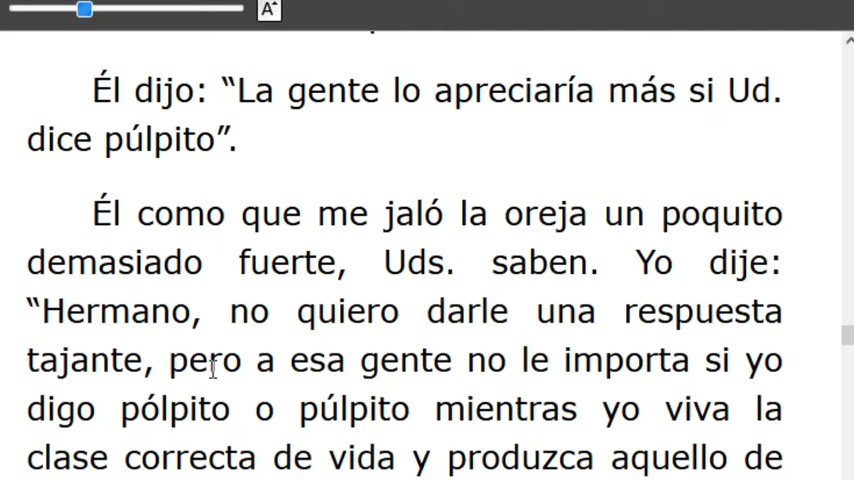 A
Él dijo: “La gente lo apreciaría más si Ud.
dice púlpito”.
Él como que me jaló la oreja un poquito
demasiado fuerte, Uds. saben. Yo dije:
“Hermano, no quiero darle una respuesta
tajante, pero a esa gente no le importa si yo
digo pólpito o púlpito mientras yo viva la
clase correcta de vida y produzca aquello de